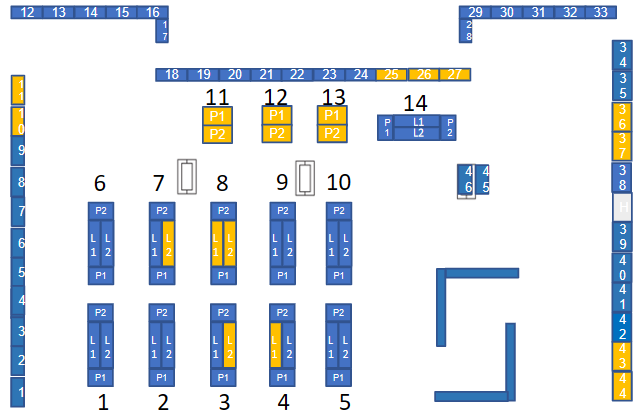 12 13 14 15 16
17
29 30 31 32 33
28
18 19 20 21 22 23 24 25 26 27
11 12 13 14
P1 P1 P1
P2 P2 P2
P1 L1 P2
L2
34
35
36
37
38
H
39
40
41
42
43
44
46 45
11
10
9
8
7
6
5
4
3
2
1
6 7 8 9 10
P2 P2 P2 P2 P2
L1 L2 L1 L2 L1 L2 L1 L2 L1 L2
P1 P1 P1 P1 P1
P2 P2 P2 P2 P2
L1 L2 L1 L2 L1 L2 L1 L2 L1 L2
P1 P1 P1 P1 P1
1 2 3 4 5